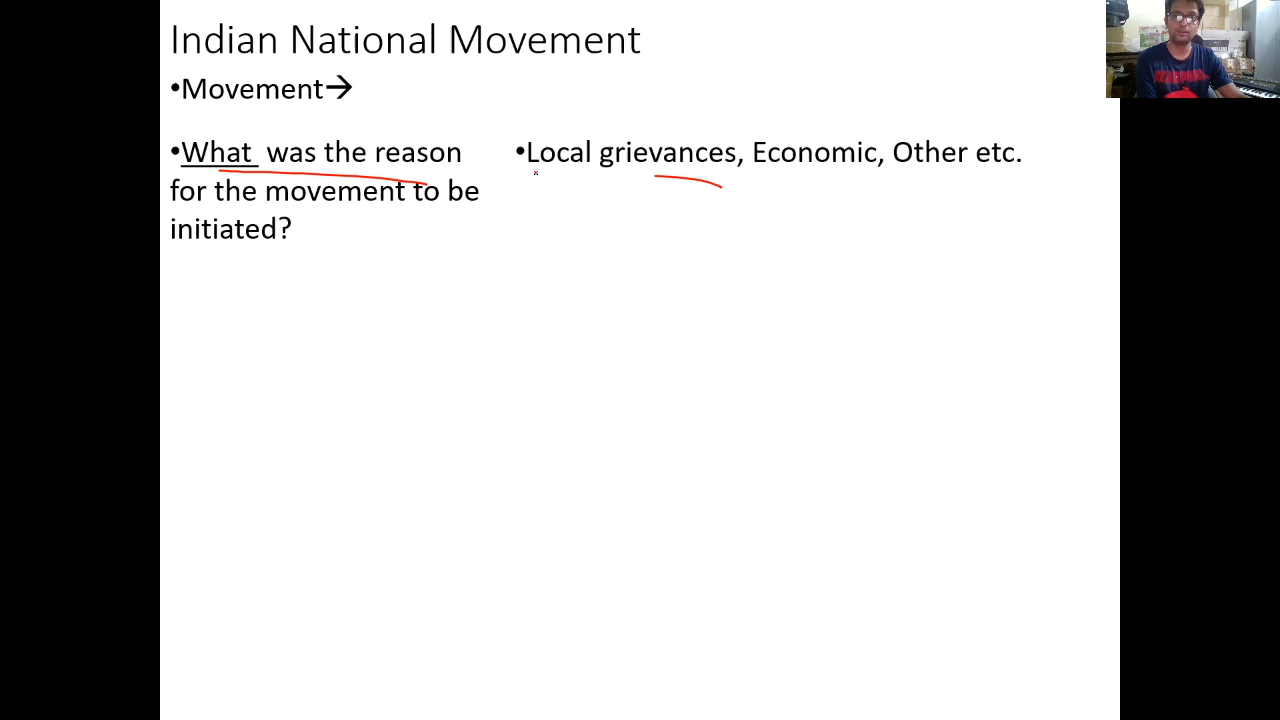 Indian National Movement
•Movement→
•What was the reason
for the movement to be
initiated?
•Local grievances, Economic, Other etc.